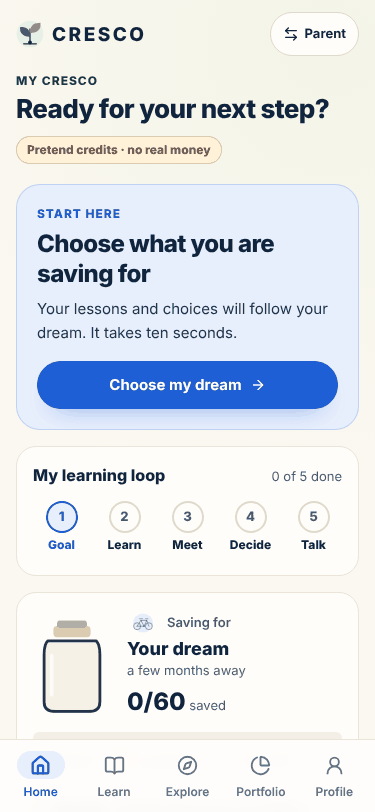 CRESCO
Parent
MY CRESCO
Ready for your next step?
Pretend credits · no real money
START HERE
Choose what you are
saving for
Your lessons and choices will follow your
dream. It takes ten seconds.
Choose my dream →
My learning loop
0 of 5 done
1 2 3 4 5
Goal Learn Meet Decide Talk
Saving for
Your dream
a few months away
0/60 saved
Home Learn Explore Portfolio Profile